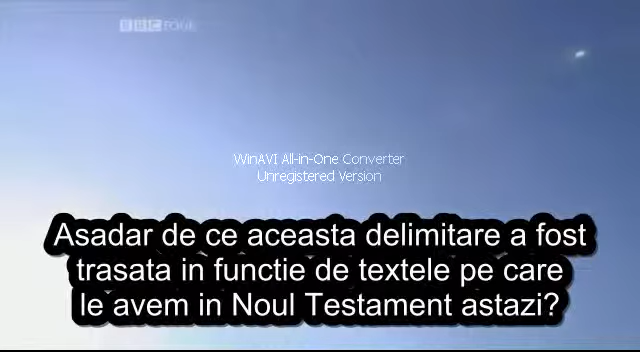 BBC FOUR
WinAVI All-in-One Converter
Unregistered Version
Asadar de ce aceasta delimitare a fost
trasata in functie de textele pe care
le avem in Noul Testament astazi?